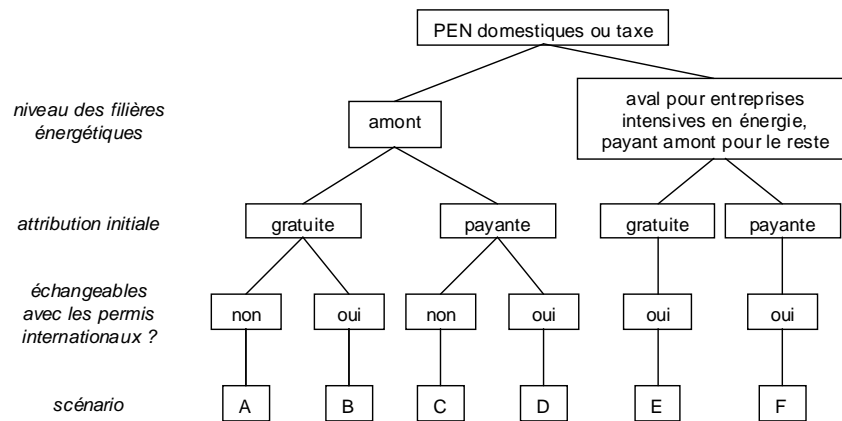 PEN domestiques ou taxe
niveau des filières
énergétiques
amont
aval pour entreprises
intensives en énergie,
payant amont pour le reste
attribution initiale
gratuite
payante
gratuite
payante
échangeables
avec les permis
internationaux ?
non
oui
non
oui
oui
oui
scénario
A
B
C
D
E
F